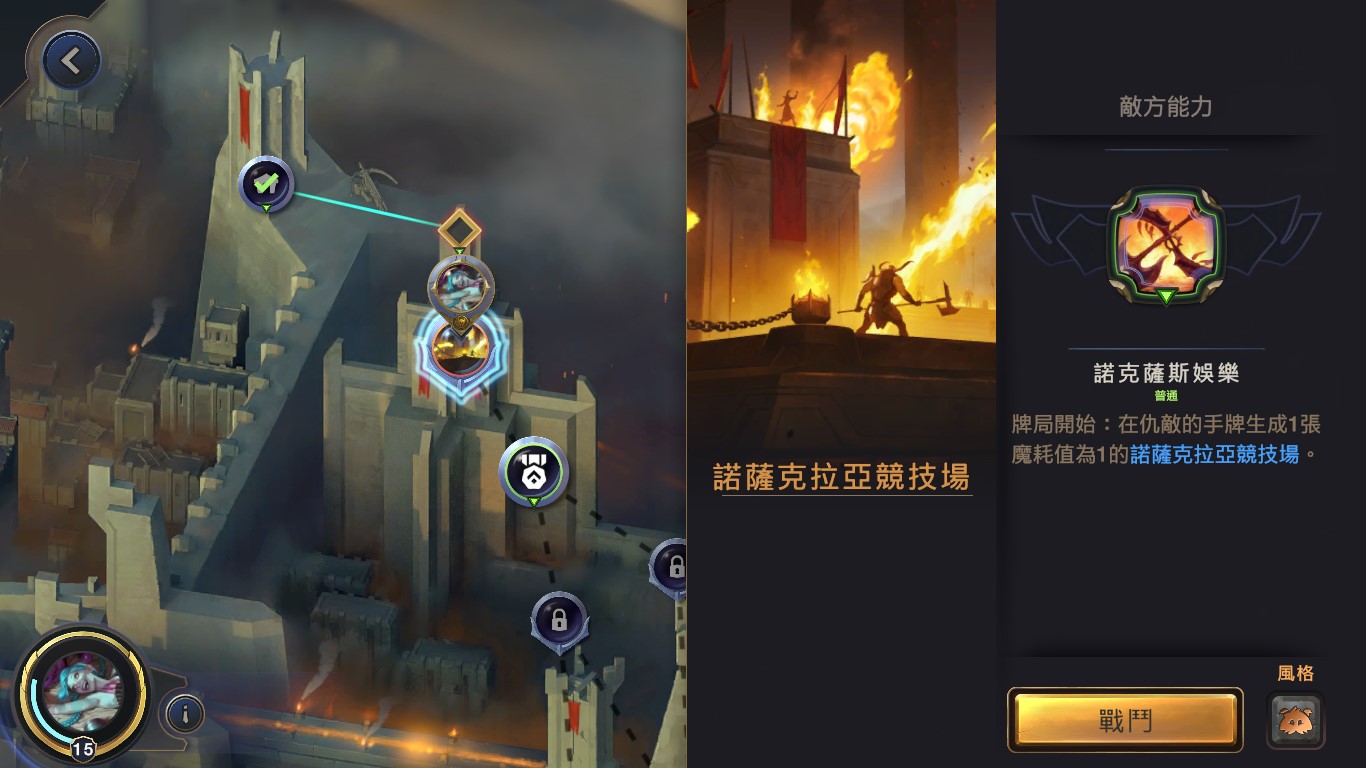 敵方能力
諾克薩斯娛樂
普通
牌局開始：在仇敵的手牌生成1張
魔耗值為1的諾薩克拉亞競技場。
諾薩克拉亞競技場
風格
戰鬥
15